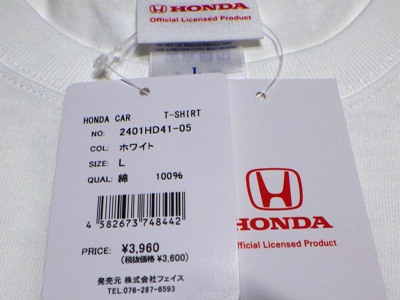 HONDA
Official Licensed Product
L
HONDA CAR T-SHIRT
NO: 2401HD41-05
COL: ホワイト
SIZE: L
QUAL: 綿 100%
4 582673 748442
PRICE: ¥3,960
(税抜価格 ¥3,600)
発売元 株式会社フェイス
TEL 076-287-6593
HONDA
Official Licensed Product